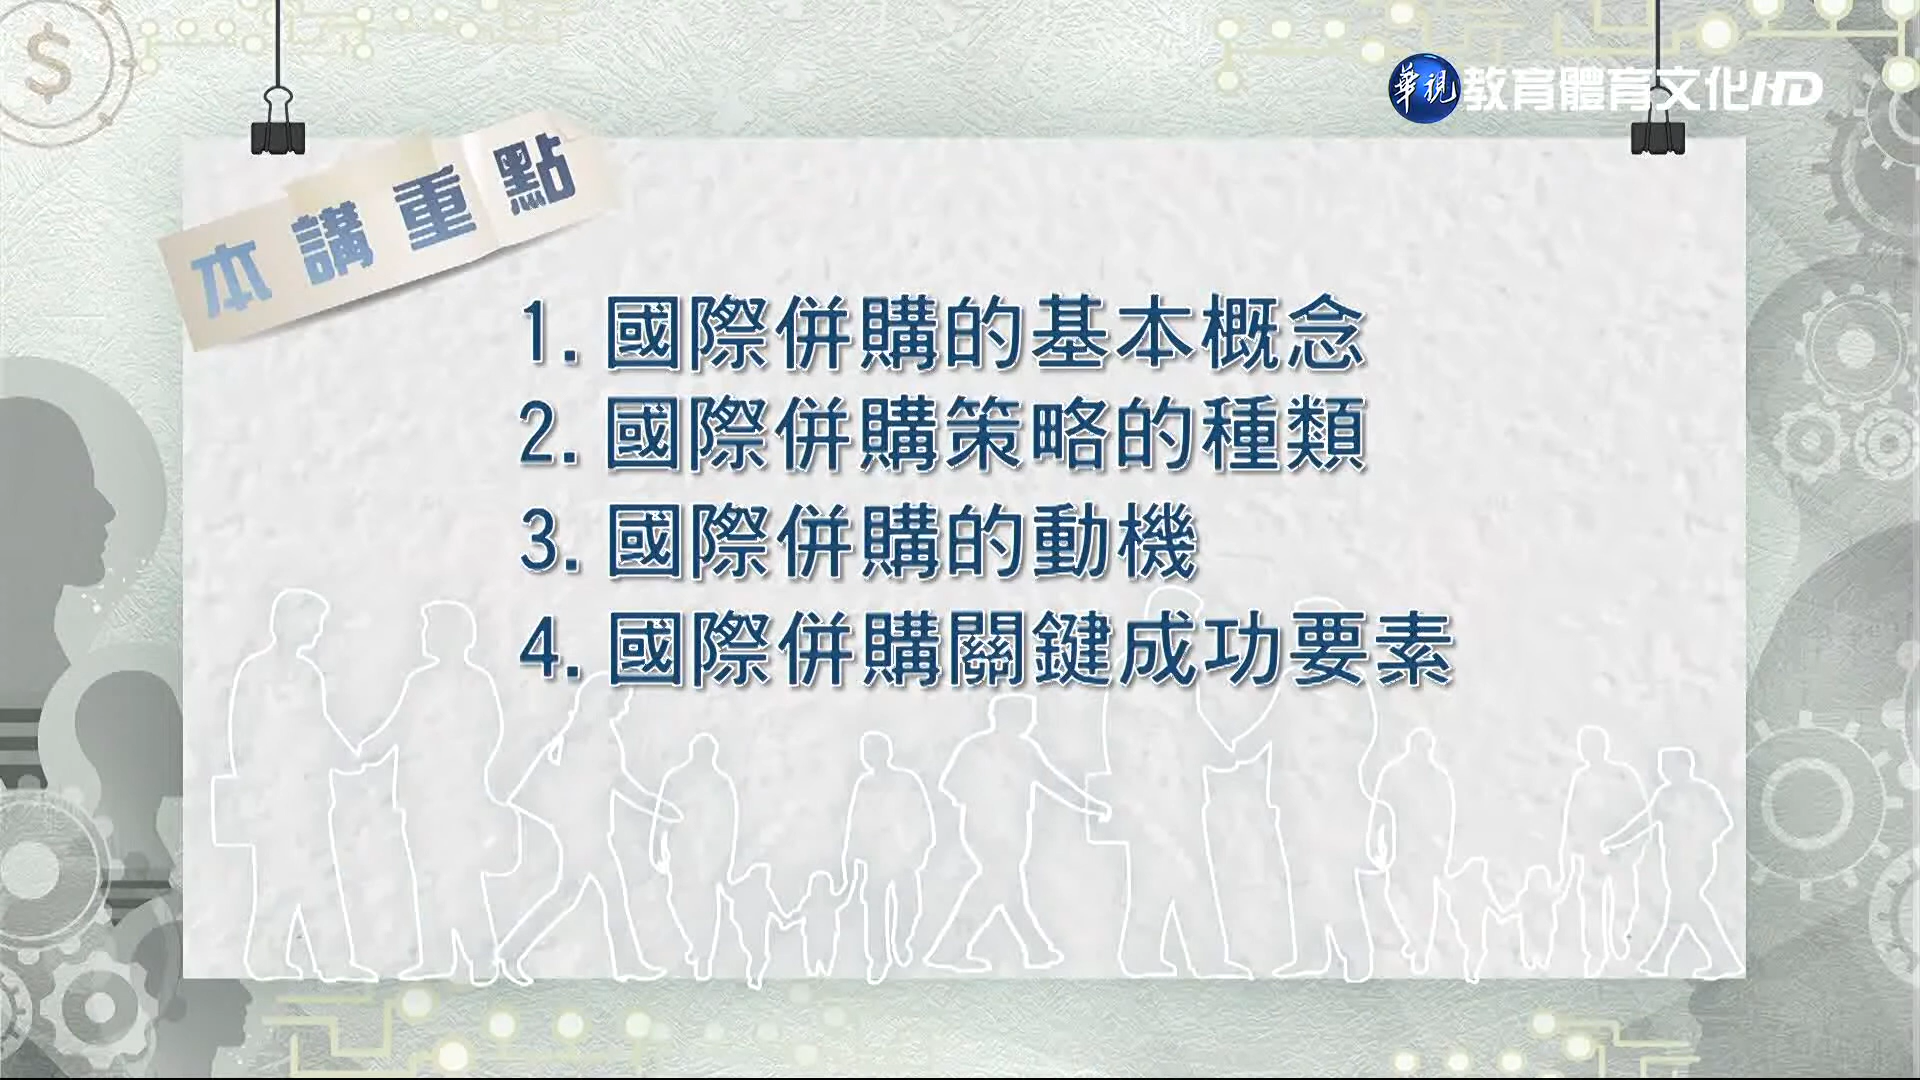 華視 教育體育文化HD
本講重點
1.國際併購的基本概念
2.國際併購策略的種類
3.國際併購的動機
4.國際併購關鍵成功要素